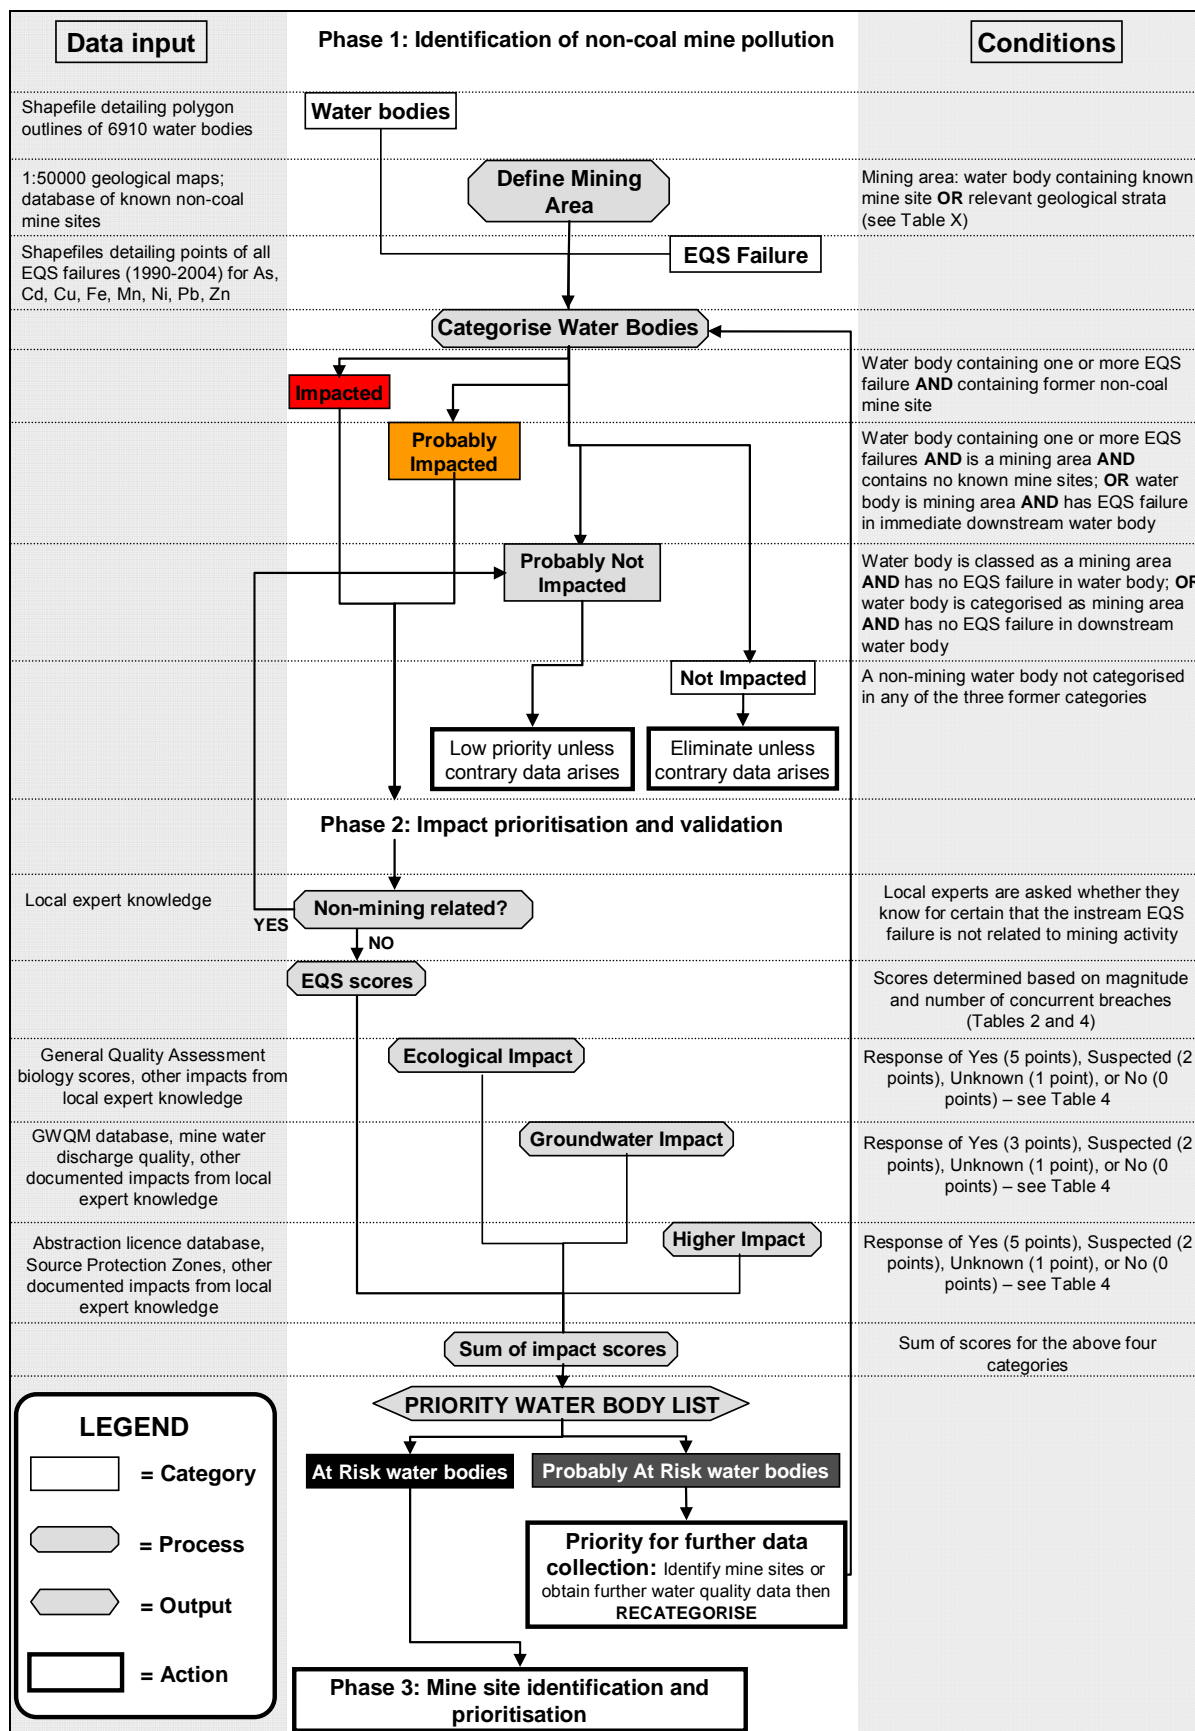 Data input
Phase 1: Identification of non-coal mine pollution
Conditions
Shapefile detailing polygon
outlines of 6910 water bodies
Water bodies
1:50000 geological maps;
database of known non-coal
mine sites
Define Mining
Area
Mining area: water body containing known
mine site OR relevant geological strata
(see Table X)
Shapefiles detailing points of all
EQS failures (1990-2004) for As,
Cd, Cu, Fe, Mn, Ni, Pb, Zn
EQS Failure
Categorise Water Bodies
Impacted
Water body containing one or more EQS
failure AND containing former non-coal
mine site
Probably
Impacted
Water body containing one or more EQS
failures AND is a mining area AND
contains no known mine sites; OR water
body is mining area AND has EQS failure
in immediate downstream water body
Probably Not
Impacted
Water body is classed as a mining area
AND has no EQS failure in water body; OR
water body is categorised as mining area
AND has no EQS failure in downstream
water body
Not Impacted
A non-mining water body not categorised
in any of the three former categories
Low priority unless
contrary data arises
Eliminate unless
contrary data arises
Phase 2: Impact prioritisation and validation
Local expert knowledge
Non-mining related?
YES
NO
Local experts are asked whether they
know for certain that the instream EQS
failure is not related to mining activity
EQS scores
Scores determined based on magnitude
and number of concurrent breaches
(Tables 2 and 4)
General Quality Assessment
biology scores, other impacts from
local expert knowledge
Ecological Impact
Response of Yes (5 points), Suspected (2
points), Unknown (1 point), or No (0
points) – see Table 4
GWQM database, mine water
discharge quality, other
documented impacts from local
expert knowledge
Groundwater Impact
Response of Yes (3 points), Suspected (2
points), Unknown (1 point), or No (0
points) – see Table 4
Abstraction licence database,
Source Protection Zones, other
documented impacts from local
expert knowledge
Higher Impact
Response of Yes (5 points), Suspected (2
points), Unknown (1 point), or No (0
points) – see Table 4
Sum of impact scores
Sum of scores for the above four
categories
PRIORITY WATER BODY LIST
At Risk water bodies
Probably At Risk water bodies
Priority for further data
collection: Identify mine sites or
obtain further water quality data then
RECATEGORISE
Phase 3: Mine site identification and
prioritisation
LEGEND
= Category
= Process
= Output
= Action